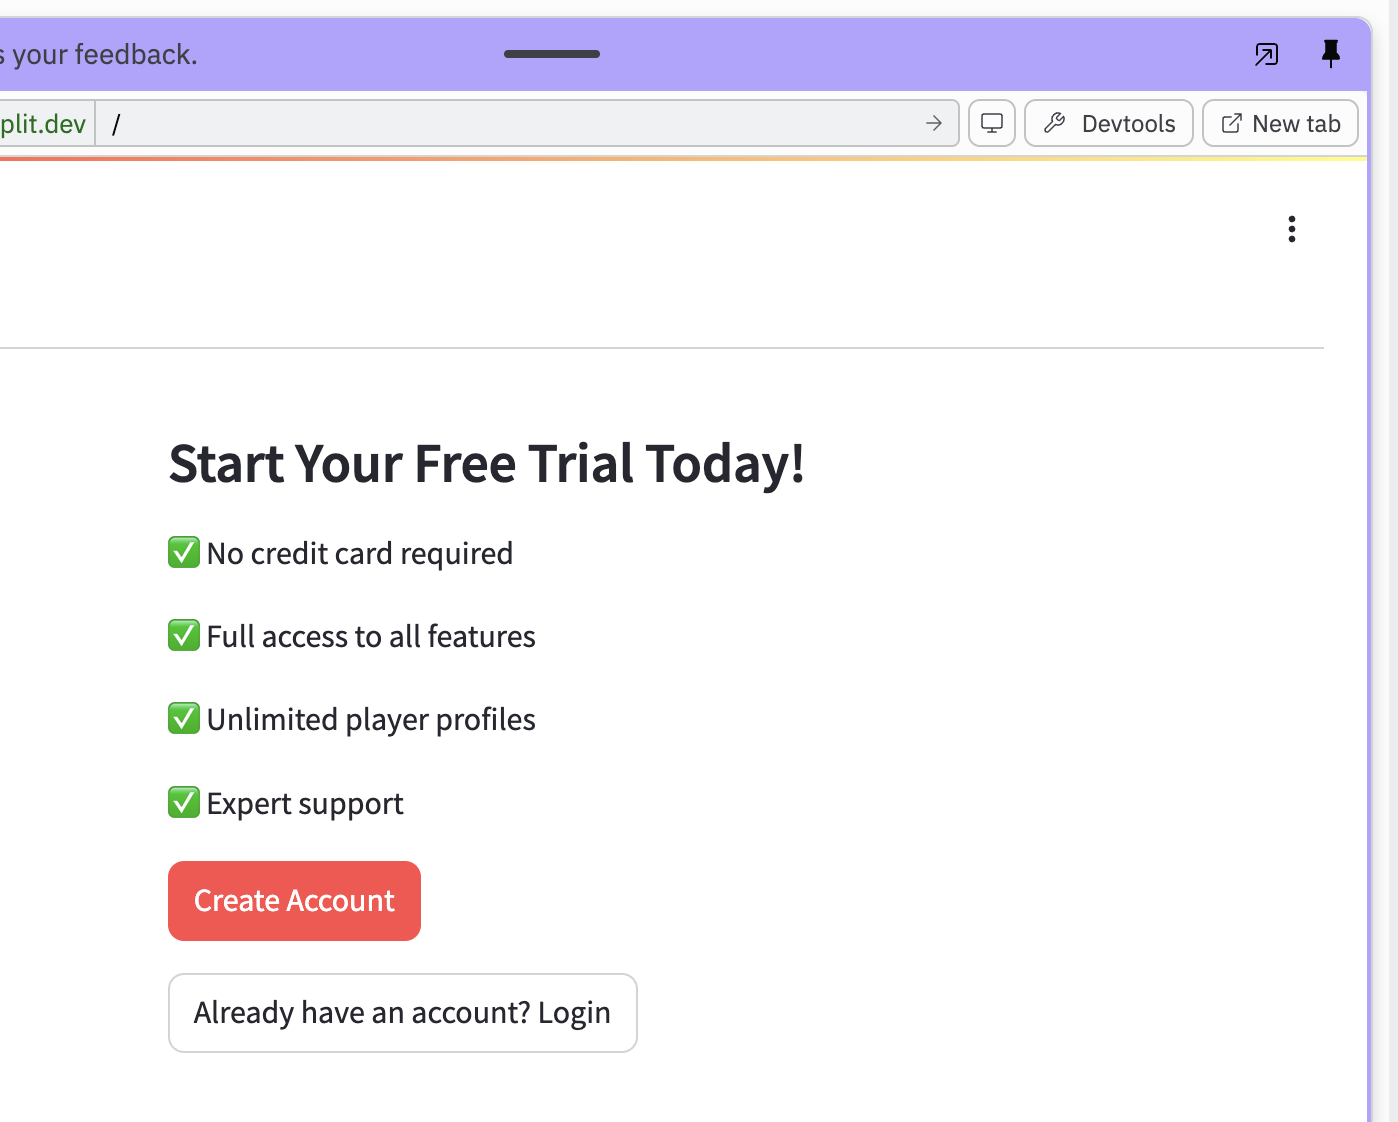 s your feedback.
plit.dev
/
Devtools
New tab
Start Your Free Trial Today!
✅ No credit card required
✅ Full access to all features
✅ Unlimited player profiles
✅ Expert support
Create Account
Already have an account? Login